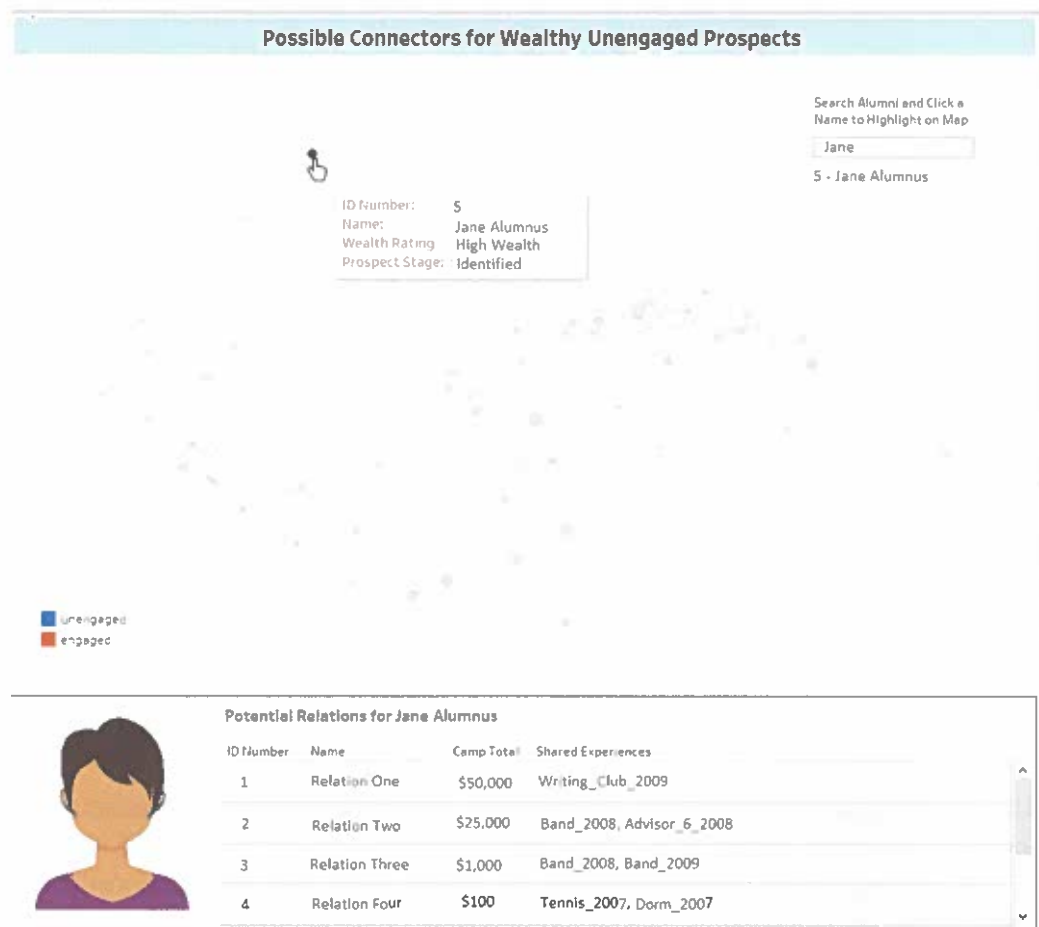 Possible Connectors for Wealthy Unengaged Prospects
Search Alumni and Click a
Name to Highlight on Map
Jane
5 - Jane Alumnus
ID Number: 5
Name: Jane Alumnus
Wealth Rating High Wealth
Prospect Stage: Identified
unengaged
engaged
Potential Relations for Jane Alumnus
ID Number Name Camp Total Shared Experiences
1 Relation One $50,000 Writing_Club_2009
2 Relation Two $25,000 Band_2008, Advisor_6_2008
3 Relation Three $1,000 Band_2008, Band_2009
4 Relation Four $100 Tennis_2007, Dorm_2007